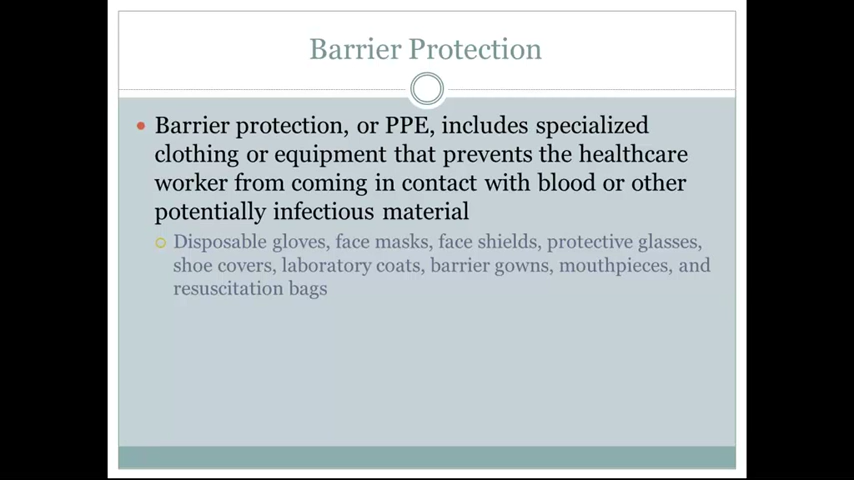 Barrier Protection
Barrier protection, or PPE, includes specialized
clothing or equipment that prevents the healthcare
worker from coming in contact with blood or other
potentially infectious material
Disposable gloves, face masks, face shields, protective glasses,
shoe covers, laboratory coats, barrier gowns, mouthpieces, and
resuscitation bags